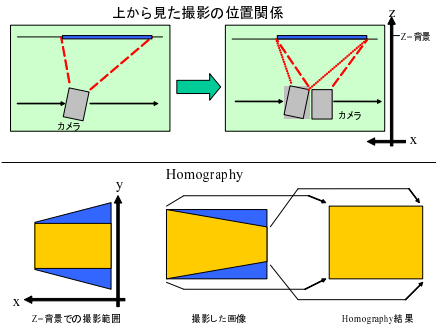 上から見た撮影の位置関係
z
Z=背景
カメラ
カメラ
x
Homography
y
x
Z=背景での撮影範囲
撮影した画像
Homography結果